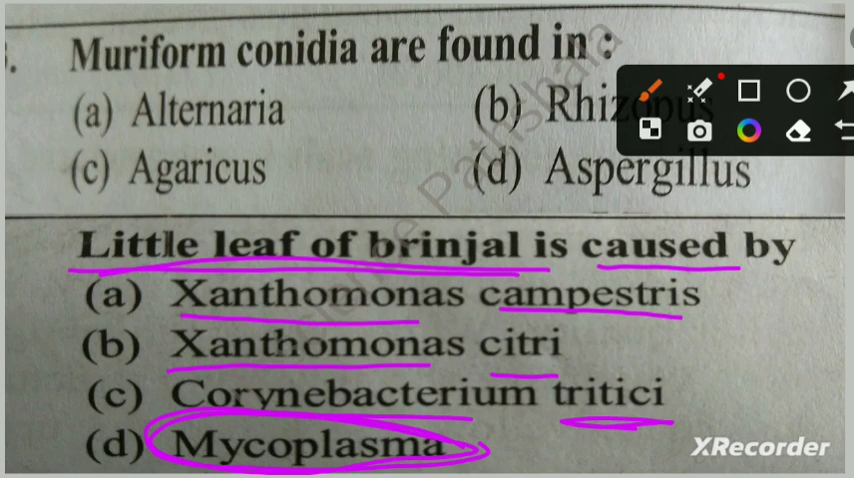 . Muriform conidia are found in :
(a) Alternaria (b) Rhizopus
(c) Agaricus (d) Aspergillus
Little leaf of brinjal is caused by
(a) Xanthomonas campestris
(b) Xanthomonas citri
(c) Corynebacterium tritici
(d) Mycoplasma
XRecorder